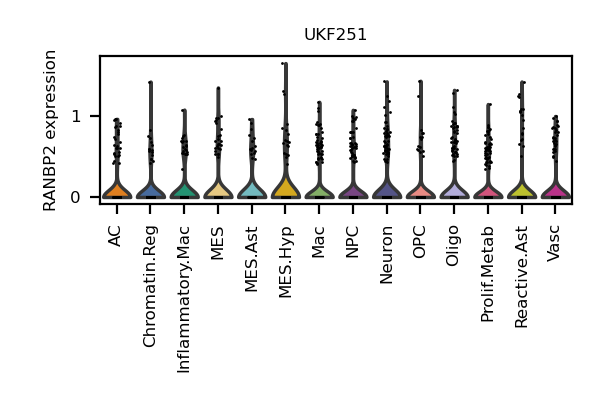 UKF251
RANBP2 expression
1
0
AC
Chromatin.Reg
Inflammatory.Mac
MES
MES.Ast
MES.Hyp
Mac
NPC
Neuron
OPC
Oligo
Prolif.Metab
Reactive.Ast
Vasc